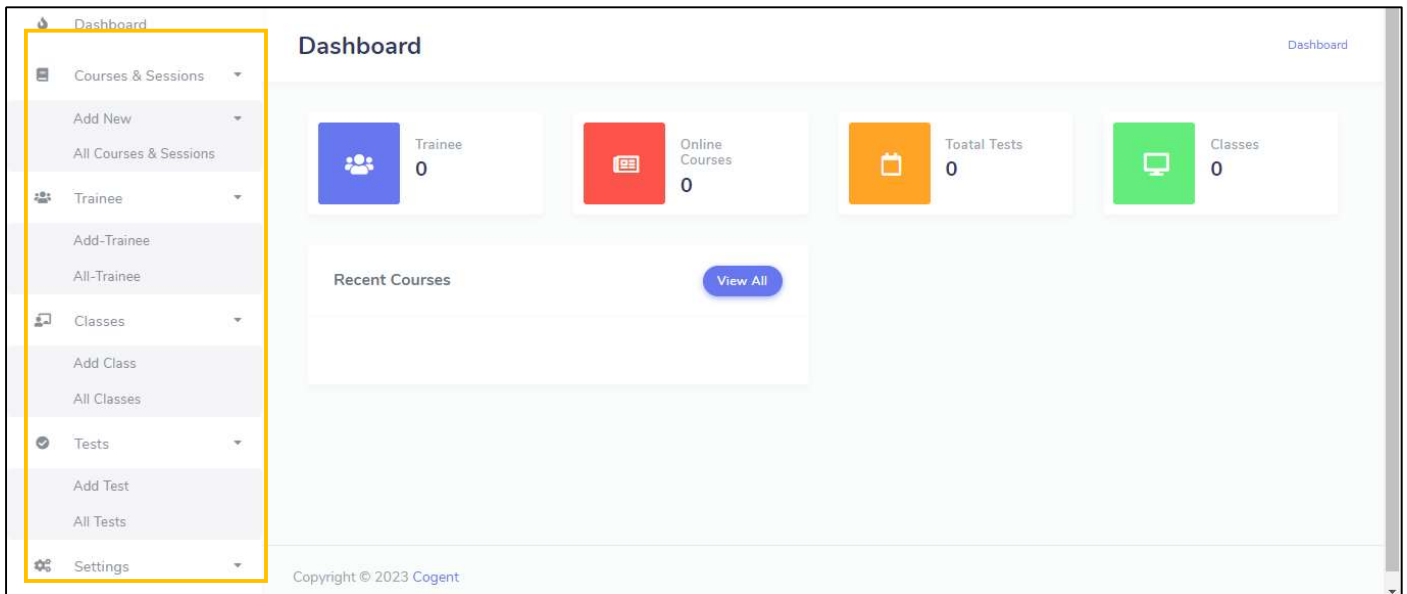 Dashboard
Courses & Sessions
Add New
All Courses & Sessions
Trainee
Add-Trainee
All-Trainee
Classes
Add Class
All Classes
Tests
Add Test
All Tests
Settings
Dashboard
Dashboard
Trainee
0
Online
Courses
0
Toatal Tests
0
Classes
0
Recent Courses
View All
Copyright © 2023 Cogent